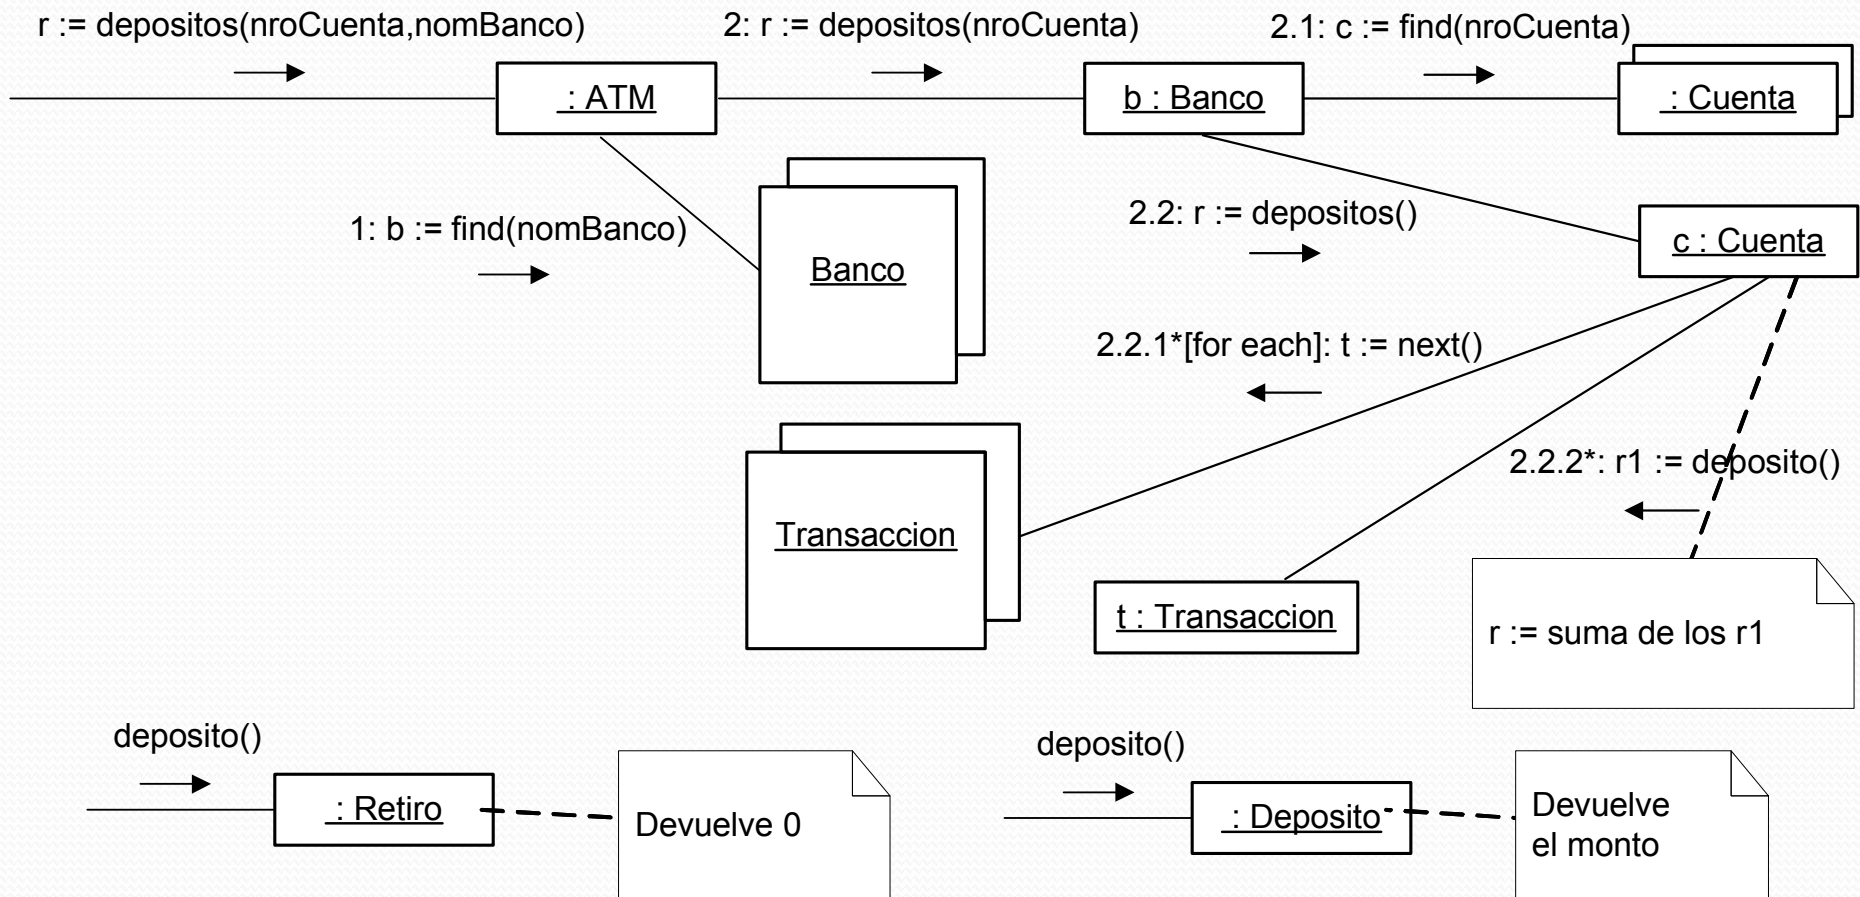 r := depositos(nroCuenta,nomBanco)
2: r := depositos(nroCuenta)
2.1: c := find(nroCuenta)
: ATM
b : Banco
: Cuenta
1: b := find(nomBanco)
Banco
2.2: r := depositos()
c : Cuenta
2.2.1*[for each]: t := next()
2.2.2*: r1 := deposito()
Transaccion
t : Transaccion
r := suma de los r1
deposito()
: Retiro
Devuelve 0
deposito()
: Deposito
Devuelve
el monto